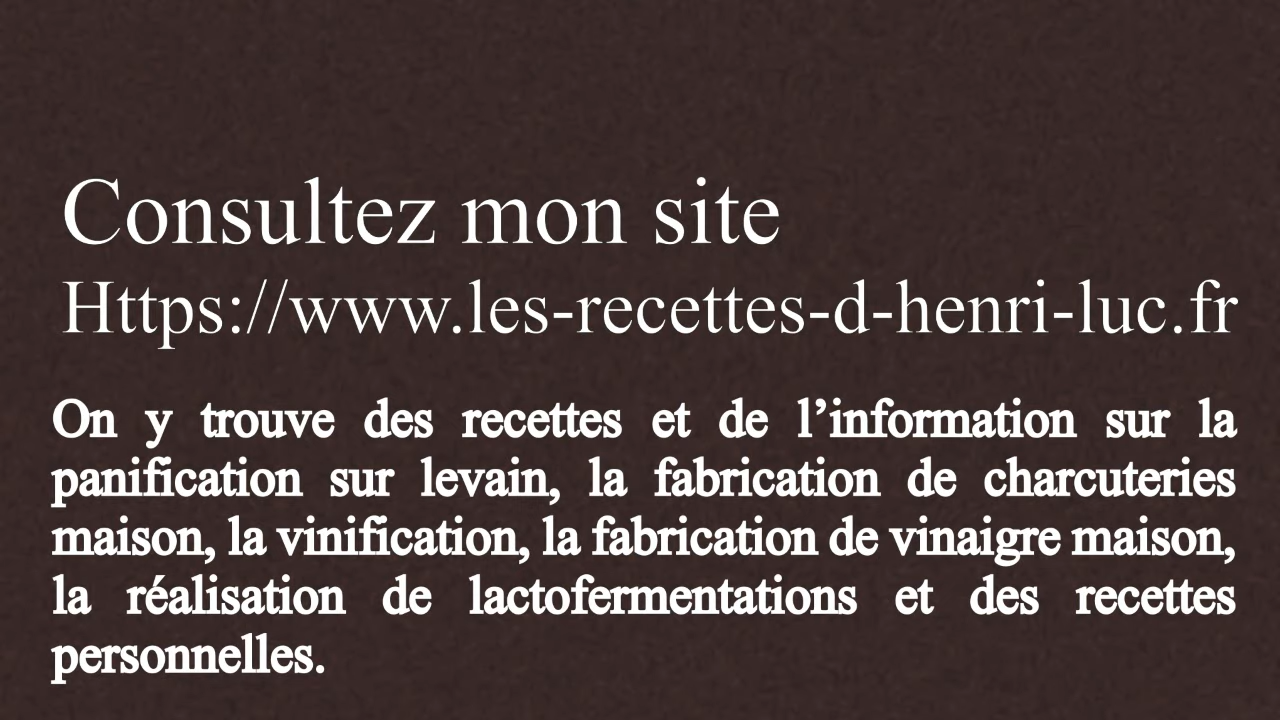 Consultez mon site
Https://www.les-recettes-d-henri-luc.fr
On y trouve des recettes et de l’information sur la
panification sur levain, la fabrication de charcuteries
maison, la vinification, la fabrication de vinaigre maison,
la réalisation de lactofermentations et des recettes
personnelles.